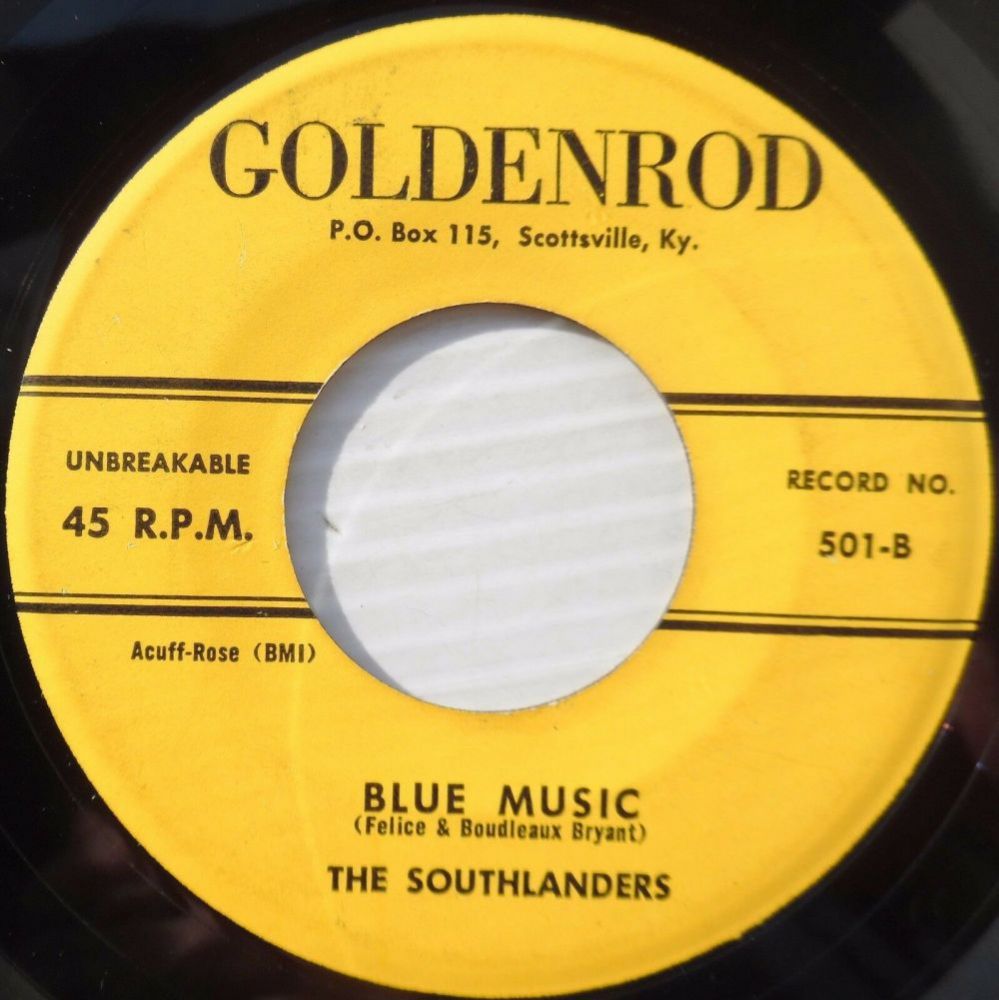 GOLDENROD
P.O. Box 115, Scottsville, Ky.
UNBREAKABLE
45 R.P.M.
RECORD NO.
501-B
Acuff-Rose (BMI)
BLUE MUSIC
(Felice & Boudleaux Bryant)
THE SOUTHLANDERS